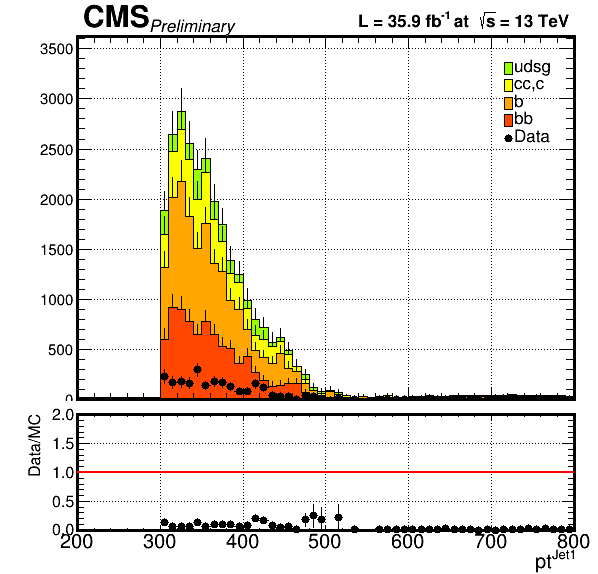 CMS Preliminary L = 35.9 fb⁻¹ at √s = 13 TeV
3500
3000
2500
2000
1500
1000
500
0
udsg
cc,c
b
bb
Data
Data/MC
2.0
1.5
1.0
0.5
0.0
200 300 400 500 600 700 800
pt^Jet1